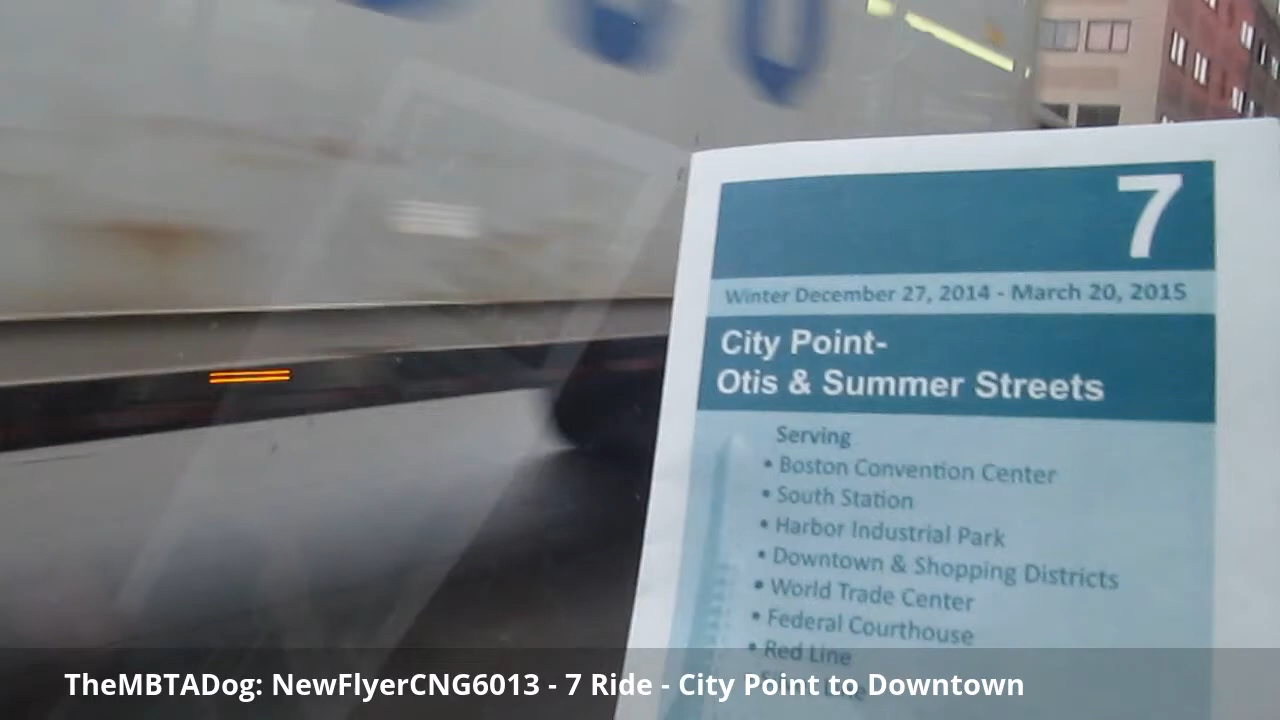 7
Winter December 27, 2014 - March 20, 2015
City Point-
Otis & Summer Streets
Serving
• Boston Convention Center
• South Station
• Harbor Industrial Park
• Downtown & Shopping Districts
• World Trade Center
• Federal Courthouse
• Red Line
TheMBTADog: NewFlyerCNG6013 - 7 Ride - City Point to Downtown